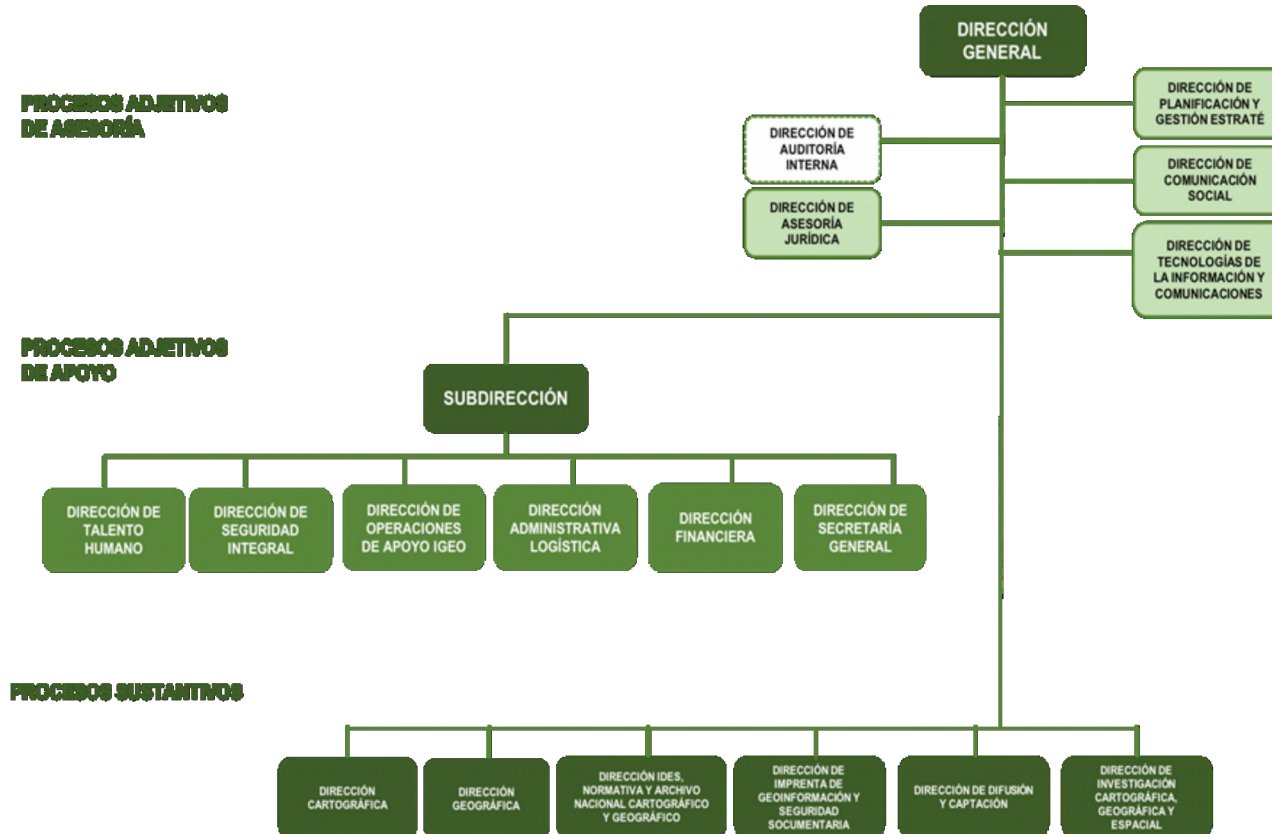 DIRECCIÓN
GENERAL
PROCESOS ADJETIVOS
DE ASESORÍA
DIRECCIÓN DE
PLANIFICACIÓN Y
GESTIÓN ESTRATÉ
DIRECCIÓN DE
AUDITORÍA
INTERNA
DIRECCIÓN DE
COMUNICACIÓN
SOCIAL
DIRECCIÓN DE
ASESORÍA
JURÍDICA
DIRECCIÓN DE
TECNOLOGÍAS DE
LA INFORMACIÓN Y
COMUNICACIONES
PROCESOS ADJETIVOS
DE APOYO
SUBDIRECCIÓN
DIRECCIÓN DE
TALENTO
HUMANO
DIRECCIÓN DE
SEGURIDAD
INTEGRAL
DIRECCIÓN DE
OPERACIONES
DE APOYO IGEO
DIRECCIÓN
ADMINISTRATIVA
LOGÍSTICA
DIRECCIÓN
FINANCIERA
DIRECCIÓN DE
SECRETARÍA
GENERAL
PROCESOS SUSTANTIVOS
DIRECCIÓN
CARTOGRÁFICA
DIRECCIÓN
GEOGRÁFICA
DIRECCIÓN IDES,
NORMATIVA Y ARCHIVO
NACIONAL CARTOGRÁFICO
Y GEOGRÁFICO
DIRECCIÓN DE
IMPRENTA DE
GEOINFORMACIÓN Y
SEGURIDAD
SOCUMENTARIA
DIRECCIÓN DE DIFUSIÓN
Y CAPTACIÓN
DIRECCIÓN DE
INVESTIGACIÓN
CARTOGRÁFICA,
GEOGRÁFICA Y
ESPACIAL